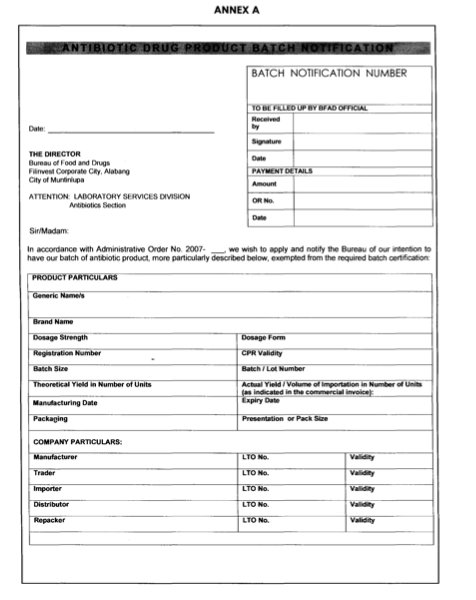 ANNEX A
ANTIBIOTIC DRUG PRODUCT BATCH NOTIFICATION
BATCH NOTIFICATION NUMBER
TO BE FILLED UP BY BFAD OFFICIAL
Received by
Signature
Date
PAYMENT DETAILS
Amount
OR No.
Date
Date:
THE DIRECTOR
Bureau of Food and Drugs
Filinvest Corporate City, Alabang
City of Muntinlupa
ATTENTION: LABORATORY SERVICES DIVISION
Antibiotics Section
Sir/Madam:
In accordance with Administrative Order No. 2007- ____, we wish to apply and notify the Bureau of our intention to
have our batch of antibiotic product, more particularly described below, exempted from the required batch certification:
PRODUCT PARTICULARS
Generic Name/s
Brand Name
Dosage Strength Dosage Form
Registration Number CPR Validity
Batch Size Batch / Lot Number
Theoretical Yield in Number of Units Actual Yield / Volume of Importation in Number of Units
(as indicated in the commercial invoice):
Manufacturing Date Expiry Date
Packaging Presentation or Pack Size
COMPANY PARTICULARS:
Manufacturer LTO No. Validity
Trader LTO No. Validity
Importer LTO No. Validity
Distributor LTO No. Validity
Repacker LTO No. Validity